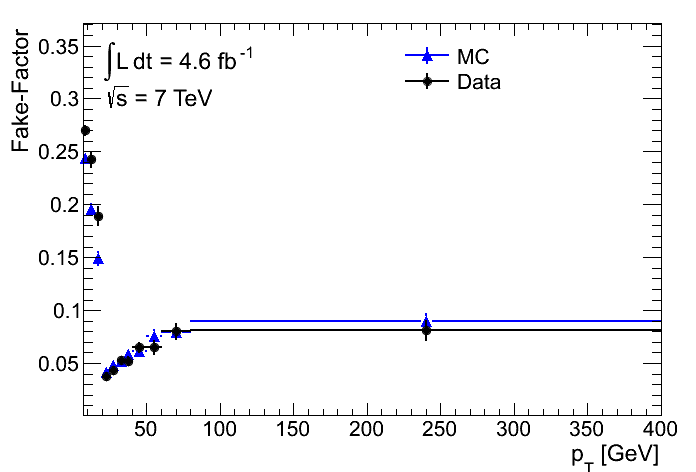 Fake-Factor
0.35
0.3
0.25
0.2
0.15
0.1
0.05
∫L dt = 4.6 fb⁻¹
√s = 7 TeV
MC
Data
50 100 150 200 250 300 350 400
p_T [GeV]